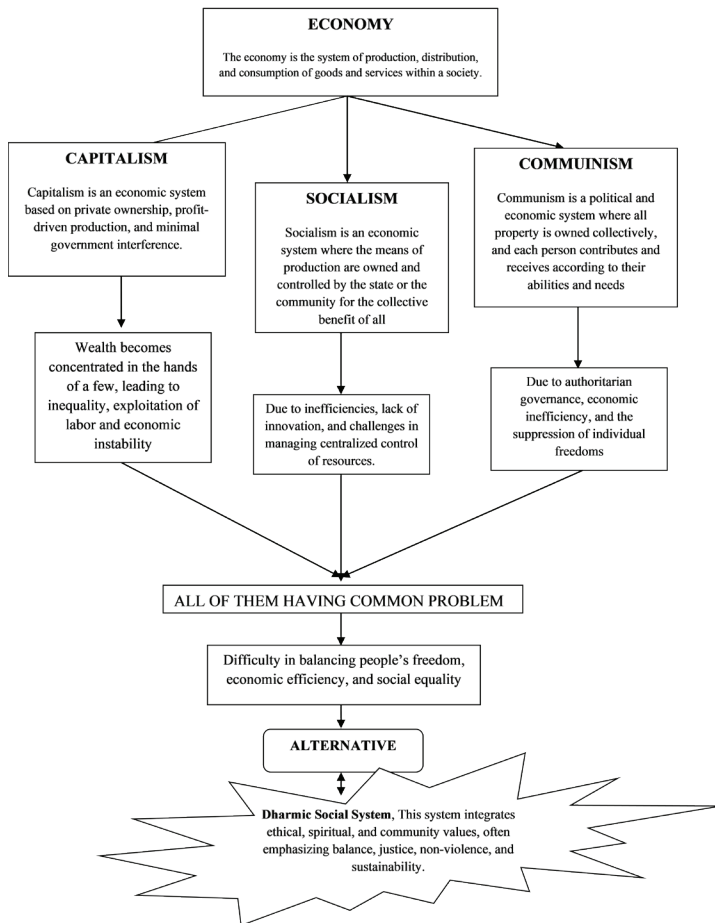 ECONOMY
The economy is the system of production, distribution,
and consumption of goods and services within a society.
CAPITALISM
Capitalism is an economic system
based on private ownership, profit-
driven production, and minimal
government interference.
SOCIALISM
Socialism is an economic
system where the means of
production are owned and
controlled by the state or the
community for the collective
benefit of all
COMMUINISM
Communism is a political and
economic system where all
property is owned collectively,
and each person contributes and
receives according to their
abilities and needs
Wealth becomes
concentrated in the hands
of a few, leading to
inequality, exploitation of
labor and economic
instability
Due to inefficiencies, lack of
innovation, and challenges in
managing centralized control
of resources.
Due to authoritarian
governance, economic
inefficiency, and the
suppression of individual
freedoms
ALL OF THEM HAVING COMMON PROBLEM
Difficulty in balancing people’s freedom,
economic efficiency, and social equality
ALTERNATIVE
Dharmic Social System, This system integrates
ethical, spiritual, and community values, often
emphasizing balance, justice, non-violence, and
sustainability.